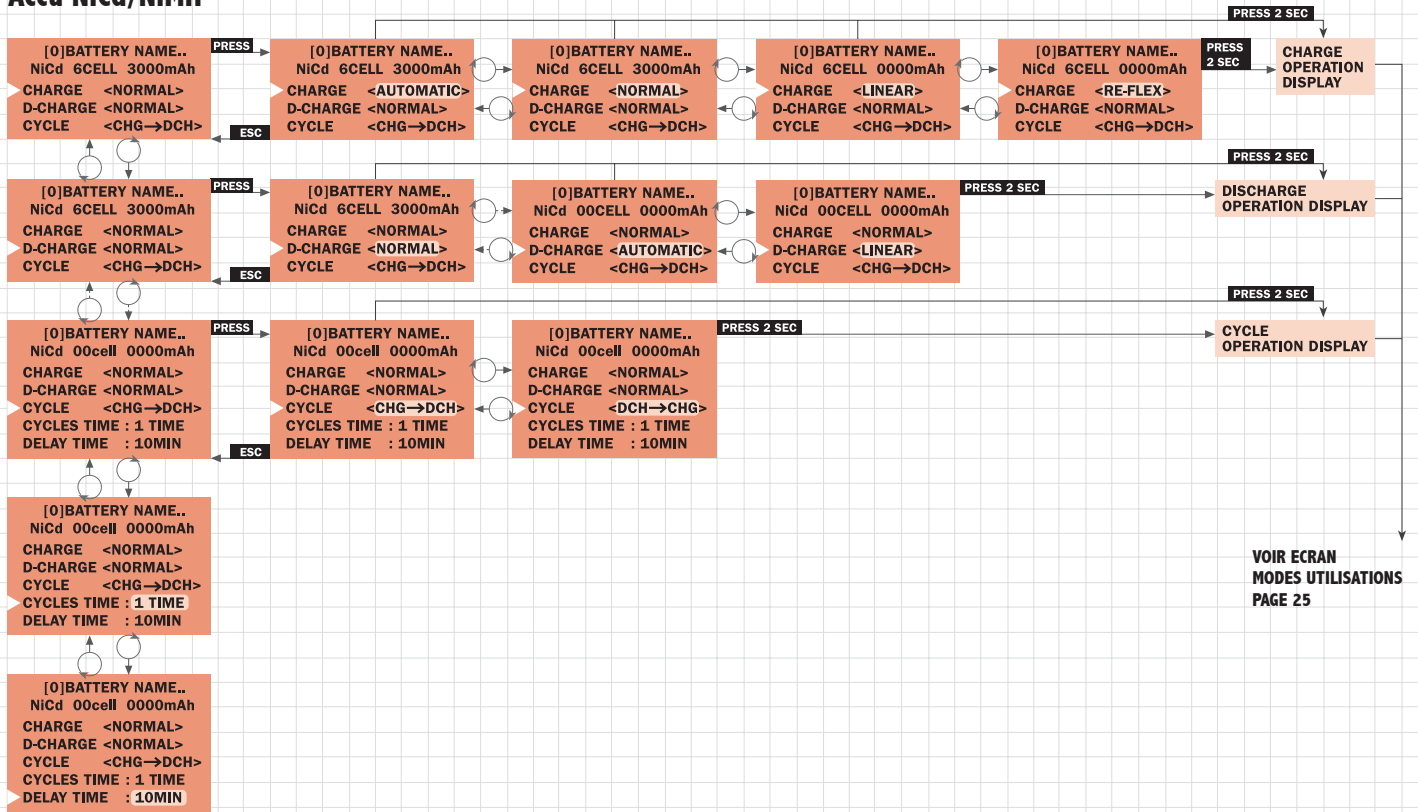 Accu NiCd/NiMH
PRESS 2 SEC
[0]BATTERY NAME..
NiCd 6CELL 3000mAh
CHARGE <NORMAL>
D-CHARGE <NORMAL>
CYCLE <CHG→DCH>
PRESS
ESC
[0]BATTERY NAME..
NiCd 6CELL 3000mAh
CHARGE <AUTOMATIC>
D-CHARGE <NORMAL>
CYCLE <CHG→DCH>
[0]BATTERY NAME..
NiCd 6CELL 3000mAh
CHARGE <NORMAL>
D-CHARGE <NORMAL>
CYCLE <CHG→DCH>
[0]BATTERY NAME..
NiCd 6CELL 0000mAh
CHARGE <LINEAR>
D-CHARGE <NORMAL>
CYCLE <CHG→DCH>
[0]BATTERY NAME..
NiCd 6CELL 0000mAh
CHARGE <RE-FLEX>
D-CHARGE <NORMAL>
CYCLE <CHG→DCH>
PRESS
2 SEC
CHARGE
OPERATION
DISPLAY
PRESS 2 SEC
[0]BATTERY NAME..
NiCd 6CELL 3000mAh
CHARGE <NORMAL>
D-CHARGE <NORMAL>
CYCLE <CHG→DCH>
PRESS
ESC
[0]BATTERY NAME..
NiCd 6CELL 3000mAh
CHARGE <NORMAL>
D-CHARGE <NORMAL>
CYCLE <CHG→DCH>
[0]BATTERY NAME..
NiCd 00CELL 0000mAh
CHARGE <NORMAL>
D-CHARGE <AUTOMATIC>
CYCLE <CHG→DCH>
[0]BATTERY NAME..
NiCd 00CELL 0000mAh
CHARGE <NORMAL>
D-CHARGE <LINEAR>
CYCLE <CHG→DCH>
PRESS 2 SEC
DISCHARGE
OPERATION DISPLAY
PRESS 2 SEC
[0]BATTERY NAME..
NiCd 00cell 0000mAh
CHARGE <NORMAL>
D-CHARGE <NORMAL>
CYCLE <CHG→DCH>
CYCLES TIME : 1 TIME
DELAY TIME : 10MIN
PRESS
ESC
[0]BATTERY NAME..
NiCd 00cell 0000mAh
CHARGE <NORMAL>
D-CHARGE <NORMAL>
CYCLE <CHG→DCH>
CYCLES TIME : 1 TIME
DELAY TIME : 10MIN
[0]BATTERY NAME..
NiCd 00cell 0000mAh
CHARGE <NORMAL>
D-CHARGE <NORMAL>
CYCLE <DCH→CHG>
CYCLES TIME : 1 TIME
DELAY TIME : 10MIN
PRESS 2 SEC
CYCLE
OPERATION DISPLAY
[0]BATTERY NAME..
NiCd 00cell 0000mAh
CHARGE <NORMAL>
D-CHARGE <NORMAL>
CYCLE <CHG→DCH>
CYCLES TIME : 1 TIME
DELAY TIME : 10MIN
VOIR ECRAN
MODES UTILISATIONS
PAGE 25
[0]BATTERY NAME..
NiCd 00cell 0000mAh
CHARGE <NORMAL>
D-CHARGE <NORMAL>
CYCLE <CHG→DCH>
CYCLES TIME : 1 TIME
DELAY TIME : 10MIN